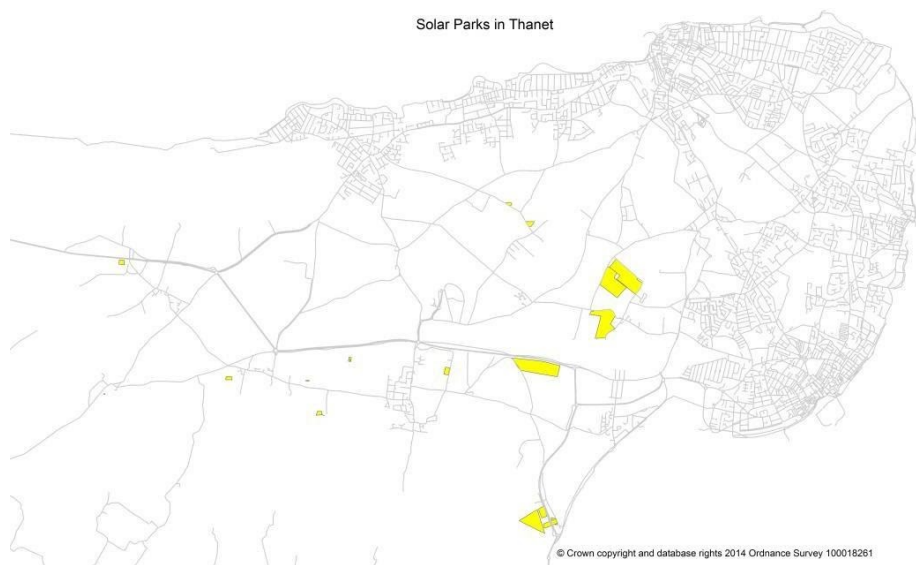 Solar Parks in Thanet
© Crown copyright and database rights 2014 Ordnance Survey 100018261